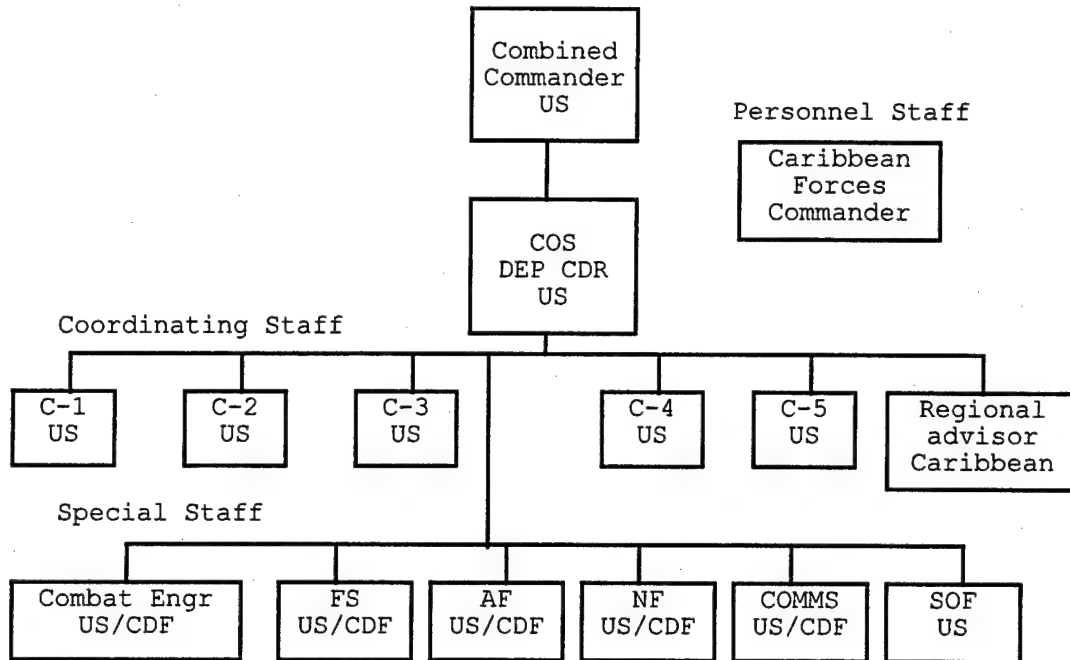 Combined
Commander
US
Personnel Staff
Caribbean
Forces
Commander
COS
DEP CDR
US
Coordinating Staff
C-1
US
C-2
US
C-3
US
C-4
US
C-5
US
Regional
advisor
Caribbean
Special Staff
Combat Engr
US/CDF
FS
US/CDF
AF
US/CDF
NF
US/CDF
COMMS
US/CDF
SOF
US